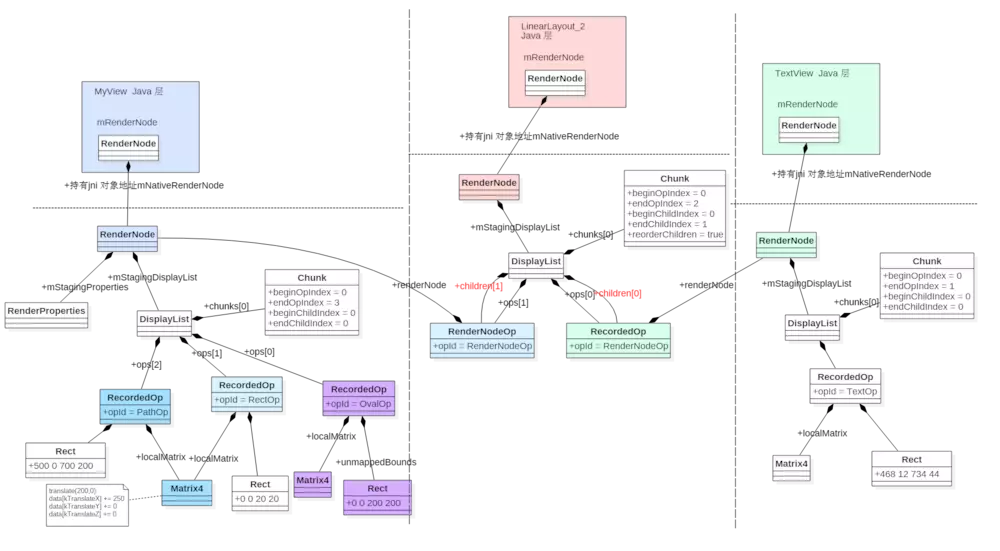 MyView Java 层
mRenderNode
RenderNode
+持有jni 对象地址mNativeRenderNode
RenderNode
+mStagingDisplayList
+mStagingProperties
RenderProperties
DisplayList
+chunks[0]
Chunk
+beginOpIndex = 0
+endOpIndex = 3
+beginChildIndex = 0
+endChildIndex = 0
+ops[2]
+ops[1]
+ops[0]
RecordedOp
+opId = PathOp
RecordedOp
+opId = RectOp
RecordedOp
+opId = OvalOp
Rect
+500 0 700 200
+localMatrix
+localMatrix
+localMatrix
+unmappedBounds
translate(200,0)
data[kTranslateX] += 250
data[kTranslateY] += 0
data[kTranslateZ] += 0
Matrix4
Rect
+0 0 20 20
Matrix4
Rect
+0 0 200 200
LinearLayout_2
Java 层
mRenderNode
RenderNode
+持有jni 对象地址mNativeRenderNode
RenderNode
+mStagingDisplayList
Chunk
+beginOpIndex = 0
+endOpIndex = 2
+beginChildIndex = 0
+endChildIndex = 1
+reorderChildren = true
+chunks[0]
DisplayList
+renderNode
+children[1]
+ops[1]
+ops[0]
+children[0]
+renderNode
RenderNodeOp
+opId = RenderNodeOp
RecordedOp
+opId = RenderNodeOp
TextView Java 层
mRenderNode
RenderNode
+持有jni 对象地址mNativeRenderNode
RenderNode
+mStagingDisplayList
+chunks[0]
Chunk
+beginOpIndex = 0
+endOpIndex = 1
+beginChildIndex = 0
+endChildIndex = 0
DisplayList
RecordedOp
+opId = TextOp
+localMatrix
Matrix4
Rect
+468 12 734 44